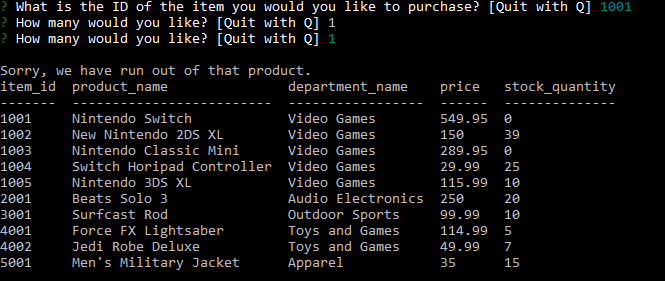 ? What is the ID of the item you would you like to purchase? [Quit with Q] 1001
? How many would you like? [Quit with Q] 1
? How many would you like? [Quit with Q] 1
Sorry, we have run out of that product.
item_id  product_name               department_name    price   stock_quantity
-------  -------------------------  -----------------  ------  --------------
1001     Nintendo Switch            Video Games        549.95  0
1002     New Nintendo 2DS XL        Video Games        150     39
1003     Nintendo Classic Mini      Video Games        289.95  0
1004     Switch Horipad Controller  Video Games        29.99   25
1005     Nintendo 3DS XL            Video Games        115.99  10
2001     Beats Solo 3               Audio Electronics  250     20
3001     Surfcast Rod               Outdoor Sports     99.99   10
4001     Force FX Lightsaber        Toys and Games     114.99  5
4002     Jedi Robe Deluxe           Toys and Games     49.99   7
5001     Men's Military Jacket      Apparel            35      15